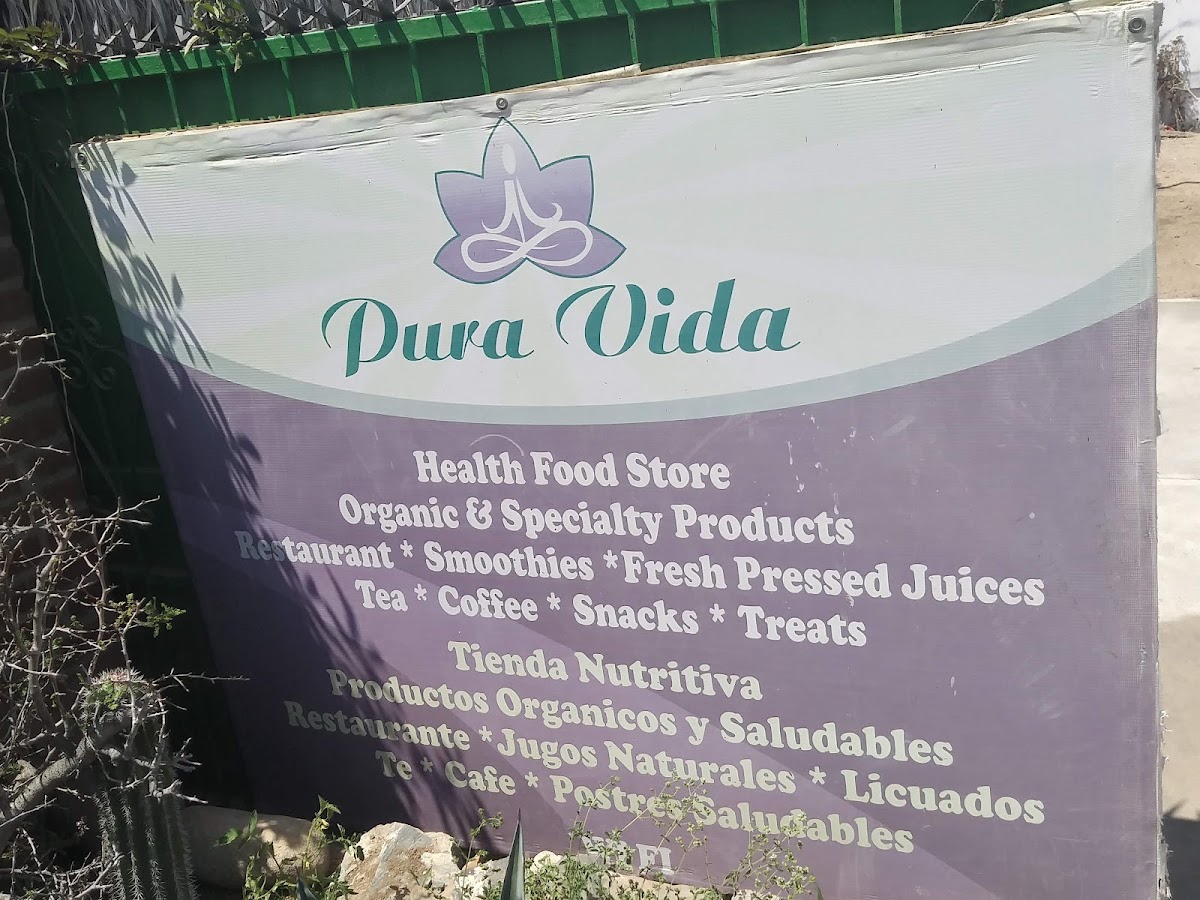 Pura Vida
Health Food Store
Organic & Specialty Products
Restaurant * Smoothies *Fresh Pressed Juices
Tea * Coffee * Snacks * Treats
Tienda Nutritiva
Productos Organicos y Saludables
Restaurante *Jugos Naturales * Licuados
Te * Cafe * Postres Saludables